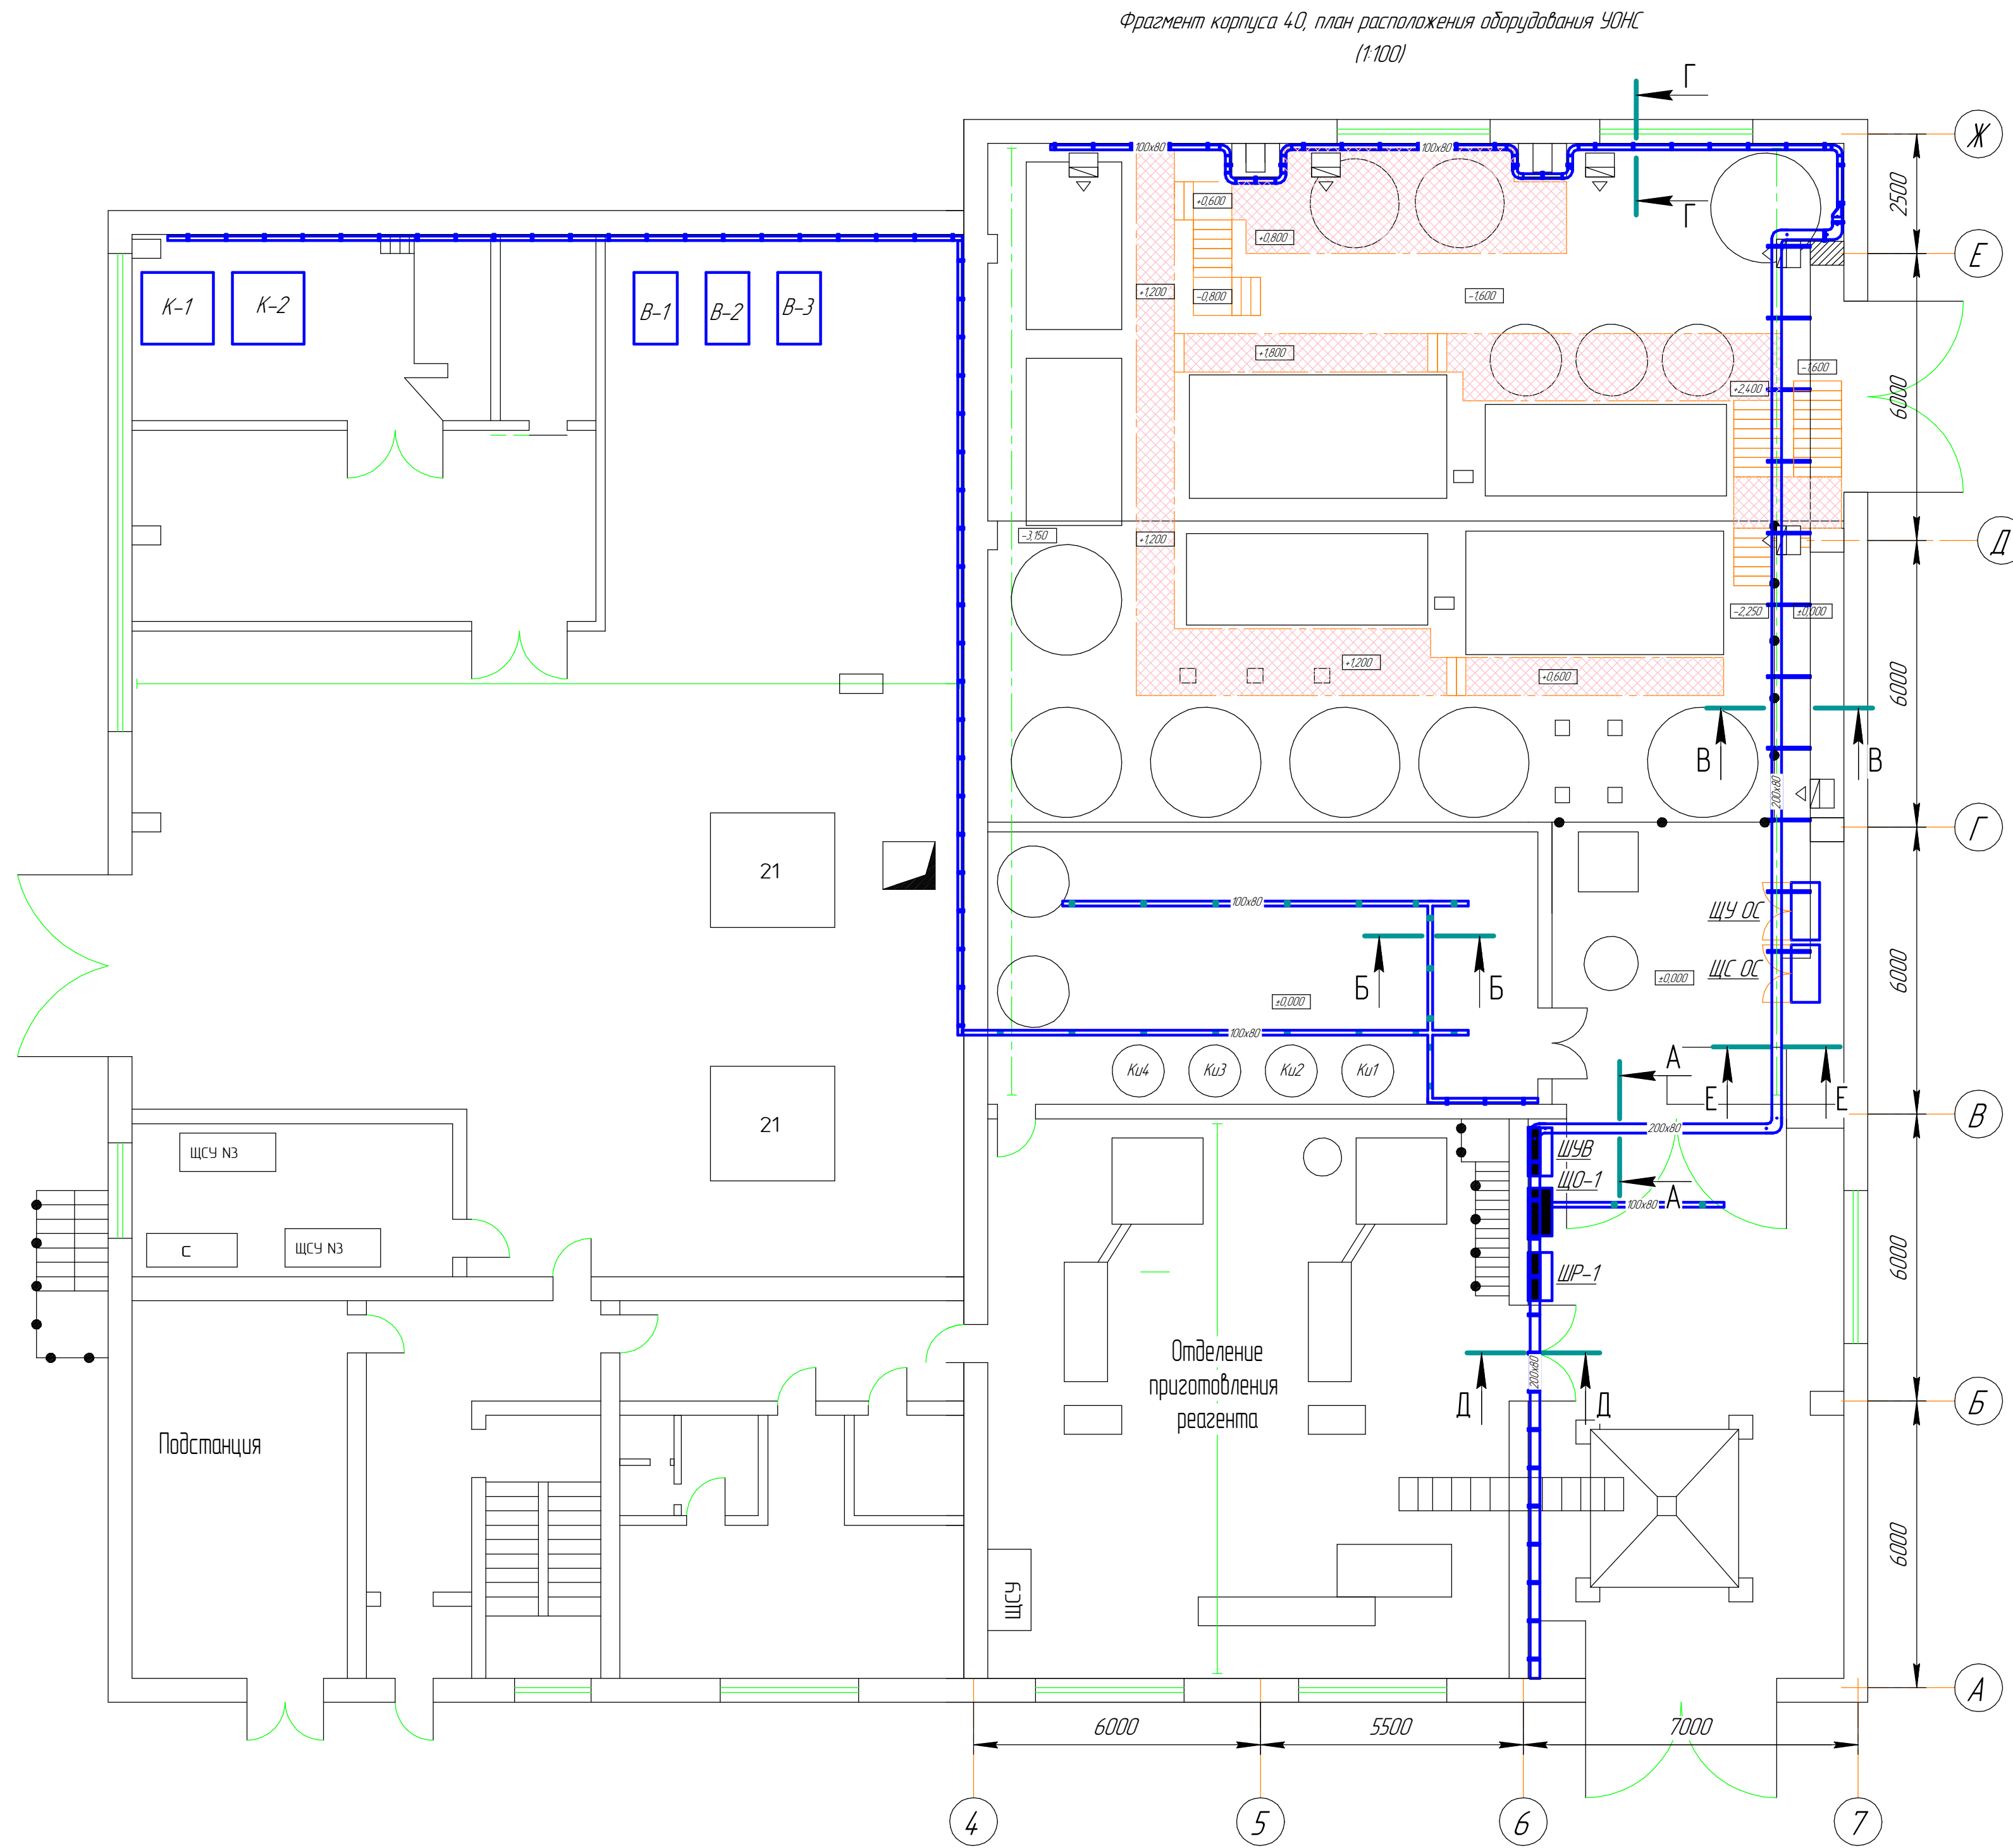 Фрагмент корпуса 40, план расположения оборудования УОНС
(1:100)
Г
Ж
100х80
100х80
2500
+0,600
Г
+0,800
Е
К-1
К-2
В-1
В-2
В-3
+1,200
-0,800
-1,600
+1,800
-1,600
+2,400
6000
-3,150
+1,200
Д
-2,250
±0,000
+1,200
+0,600
6000
В
В
200х80
Г
21
100х80
ЩУ ОС
ЩС ОС
Б
Б
±0,000
±0,000
6000
100х80
Ки4
Ки3
Ки2
Ки1
А
Е
Е
В
21
200х80
ЩСУ N3
ШУВ
ЩО-1
А
100х80
С
ЩСУ N3
ШР-1
6000
Отделение
приготовления
реагента
200х80
Д
Д
Б
Подстанция
6000
ЩСУ
А
6000
5500
7000
4
5
6
7